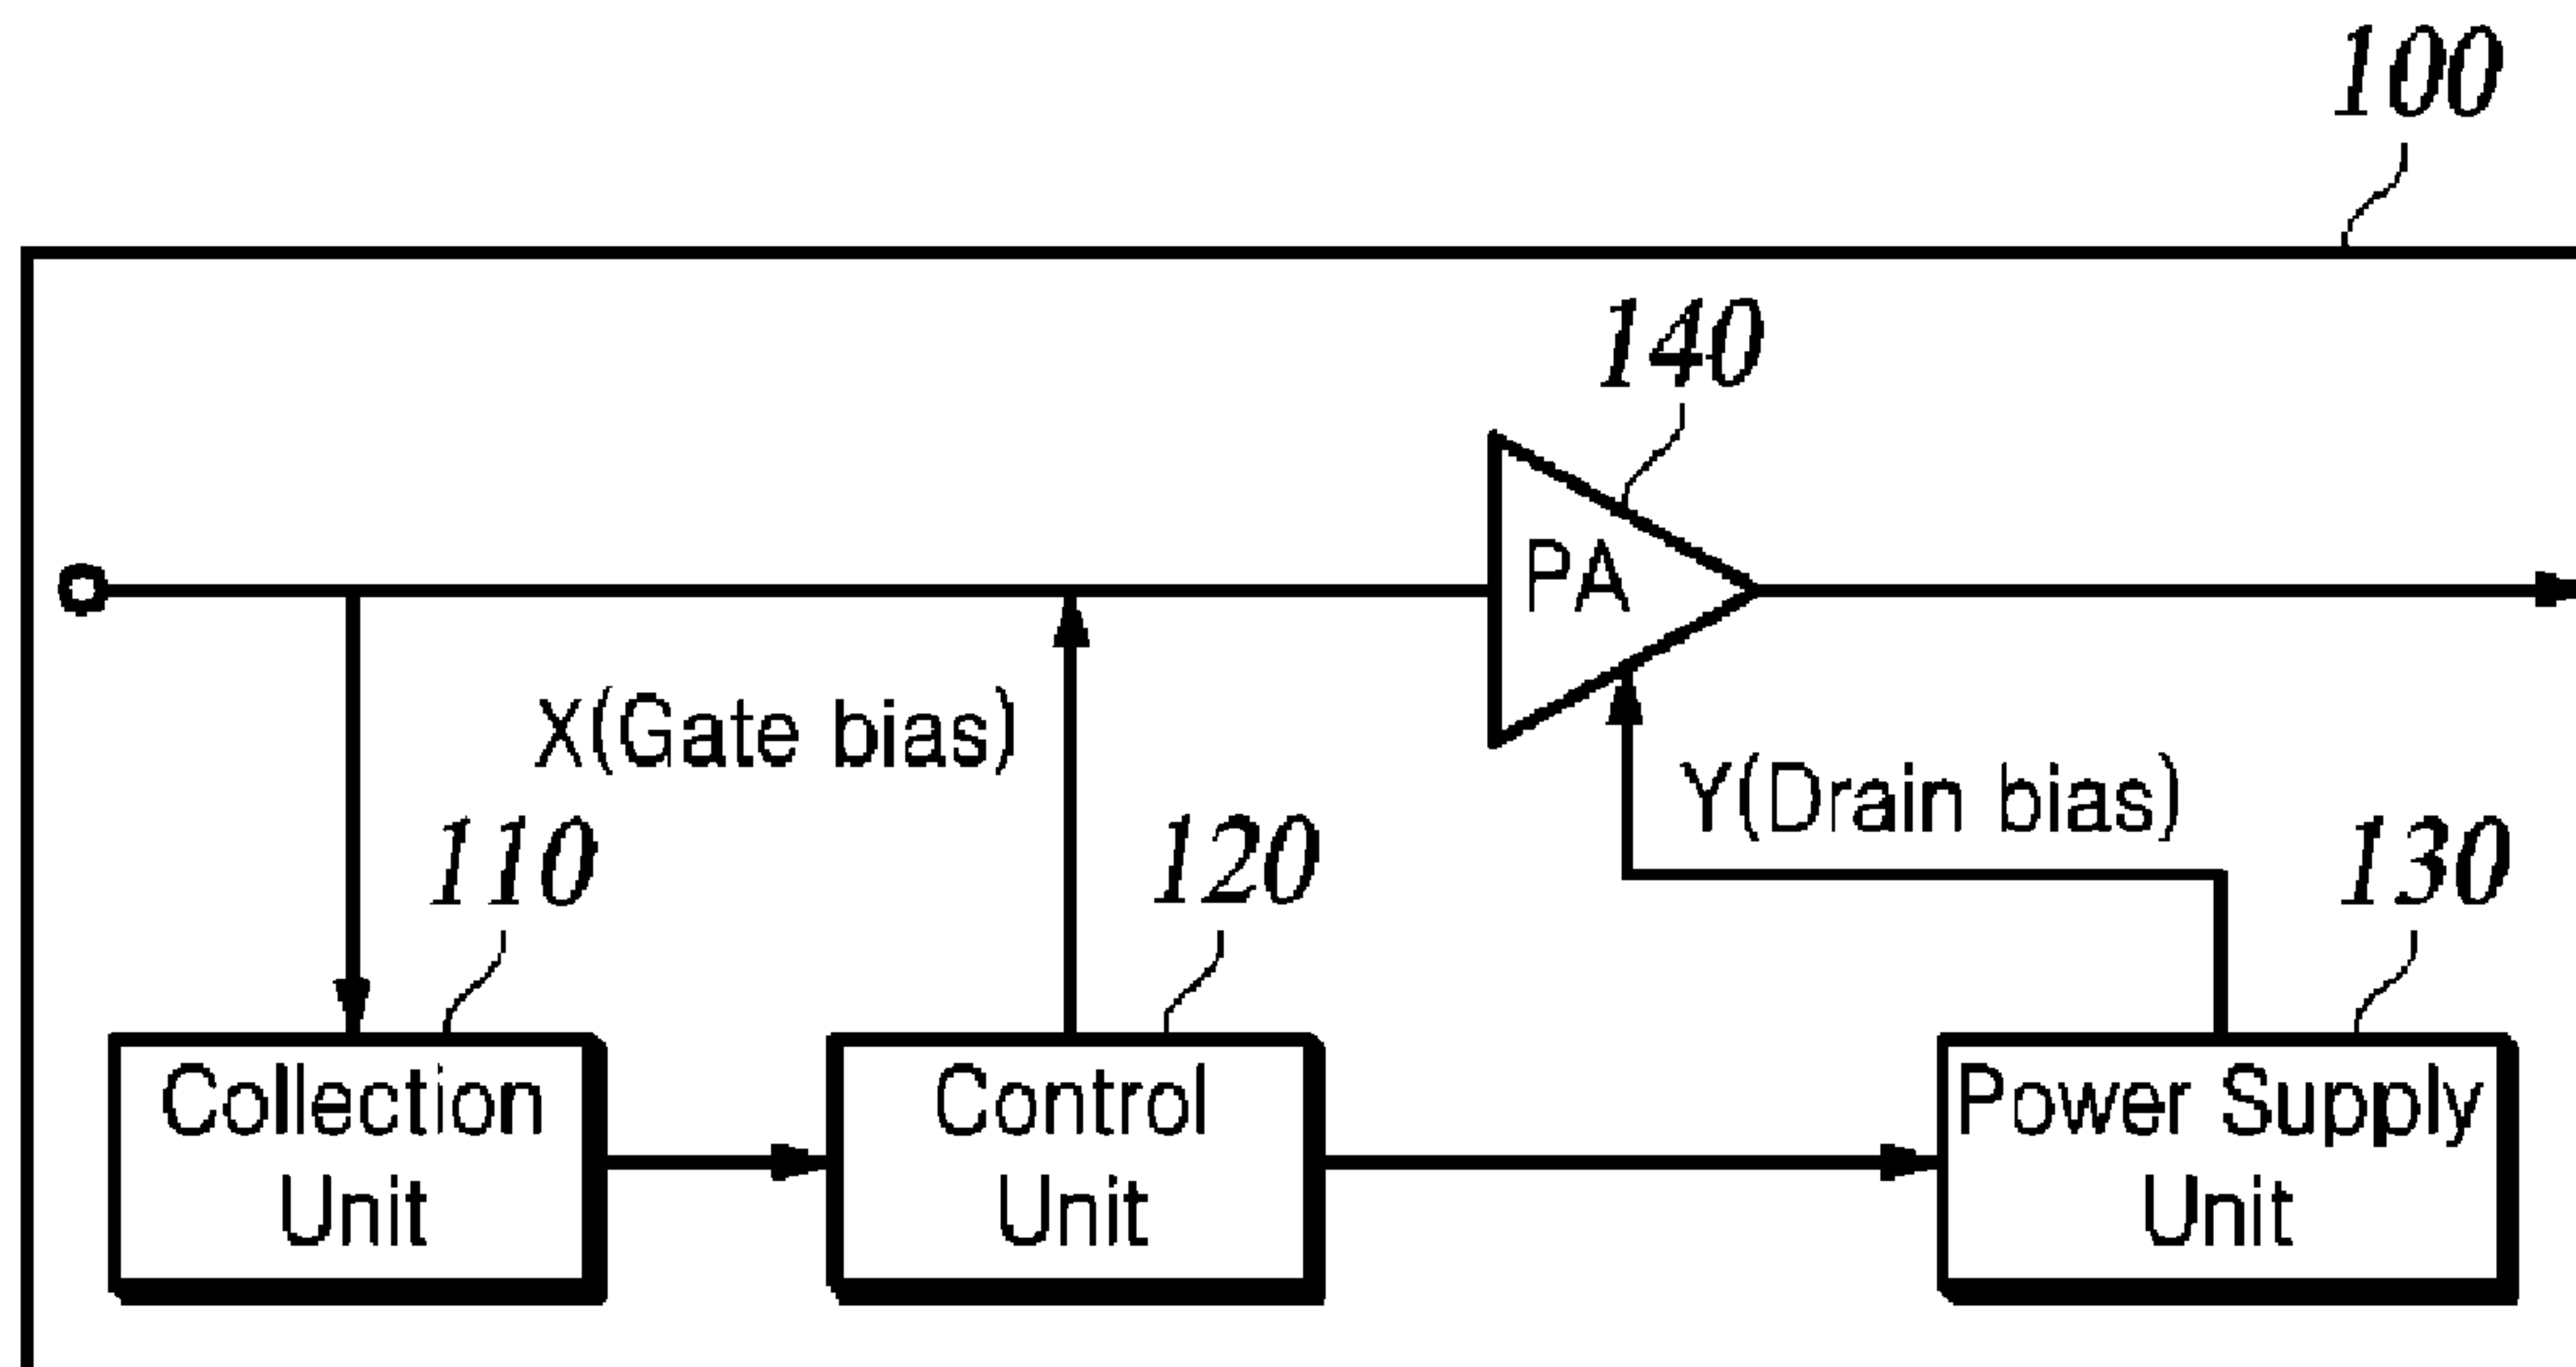 100
140
PA
X(Gate bias)
Y(Drain bias)
110
120
130
Collection
Unit
Control
Unit
Power Supply
Unit